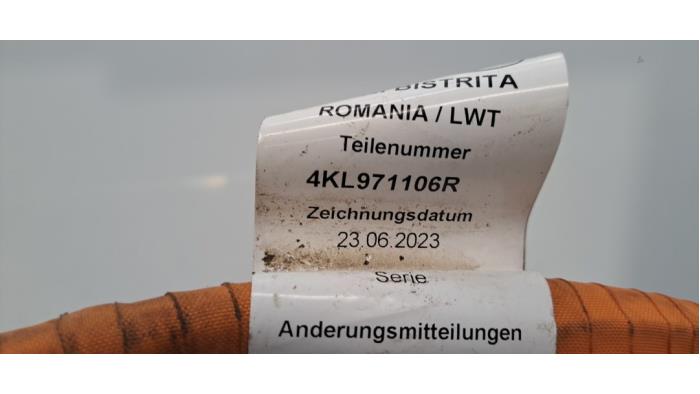 BISTRITA
ROMANIA / LWT
Teilenummer
4KL971106R
Zeichnungsdatum
23.06.2023
Serie
Anderungsmitteilungen